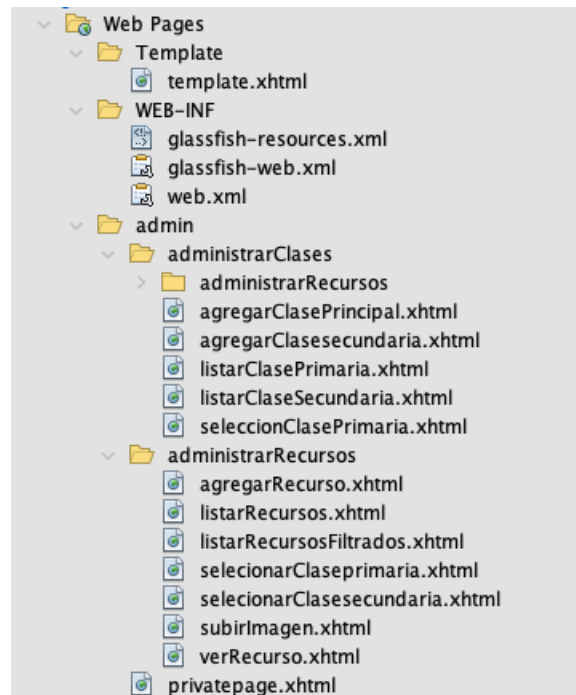 Web Pages
Template
template.xhtml
WEB-INF
glassfish-resources.xml
glassfish-web.xml
web.xml
admin
administrarClases
administrarRecursos
agregarClasePrincipal.xhtml
agregarClasesecundaria.xhtml
listarClasePrimaria.xhtml
listarClaseSecundaria.xhtml
seleccionClasePrimaria.xhtml
administrarRecursos
agregarRecurso.xhtml
listarRecursos.xhtml
listarRecursosFiltrados.xhtml
selecionarClaseprimaria.xhtml
selecionarClasesecundaria.xhtml
subirImagen.xhtml
verRecurso.xhtml
privatepage.xhtml